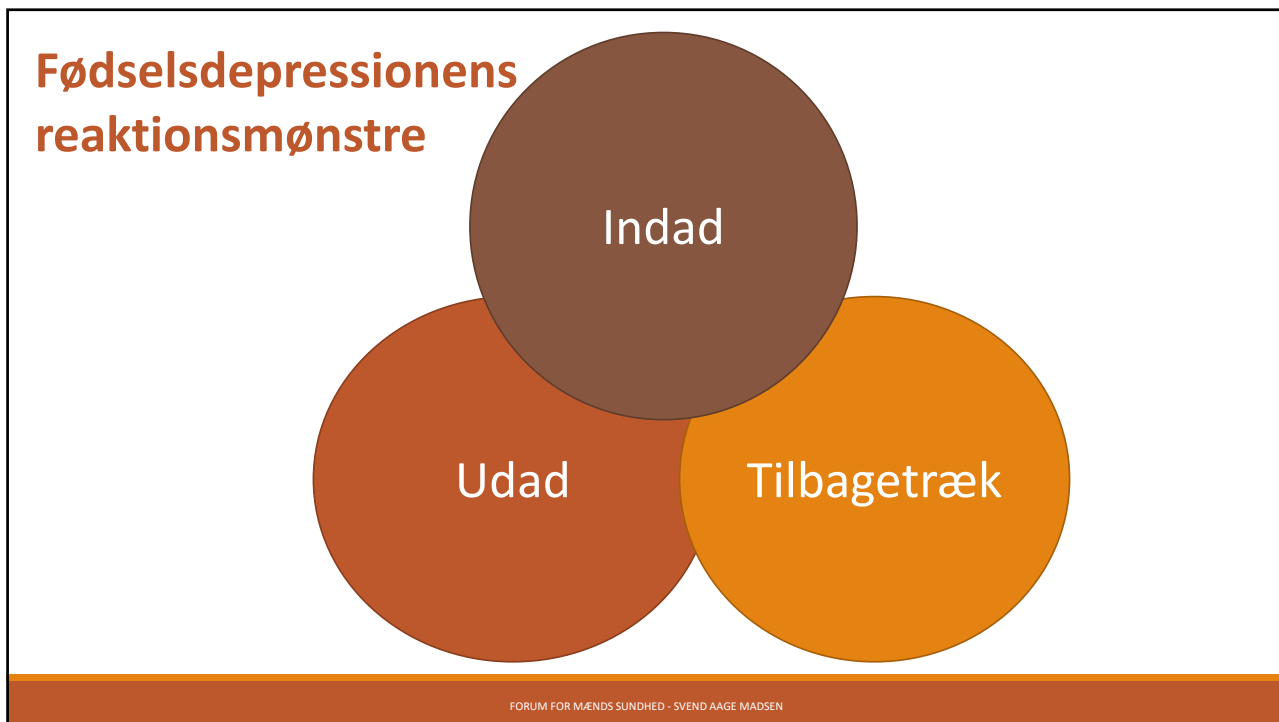 Fødselsdepressionens
reaktionsmønstre
Indad
Udad
Tilbagetræk
FORUM FOR MÆNDS SUNDHED - SVEND AAGE MADSEN